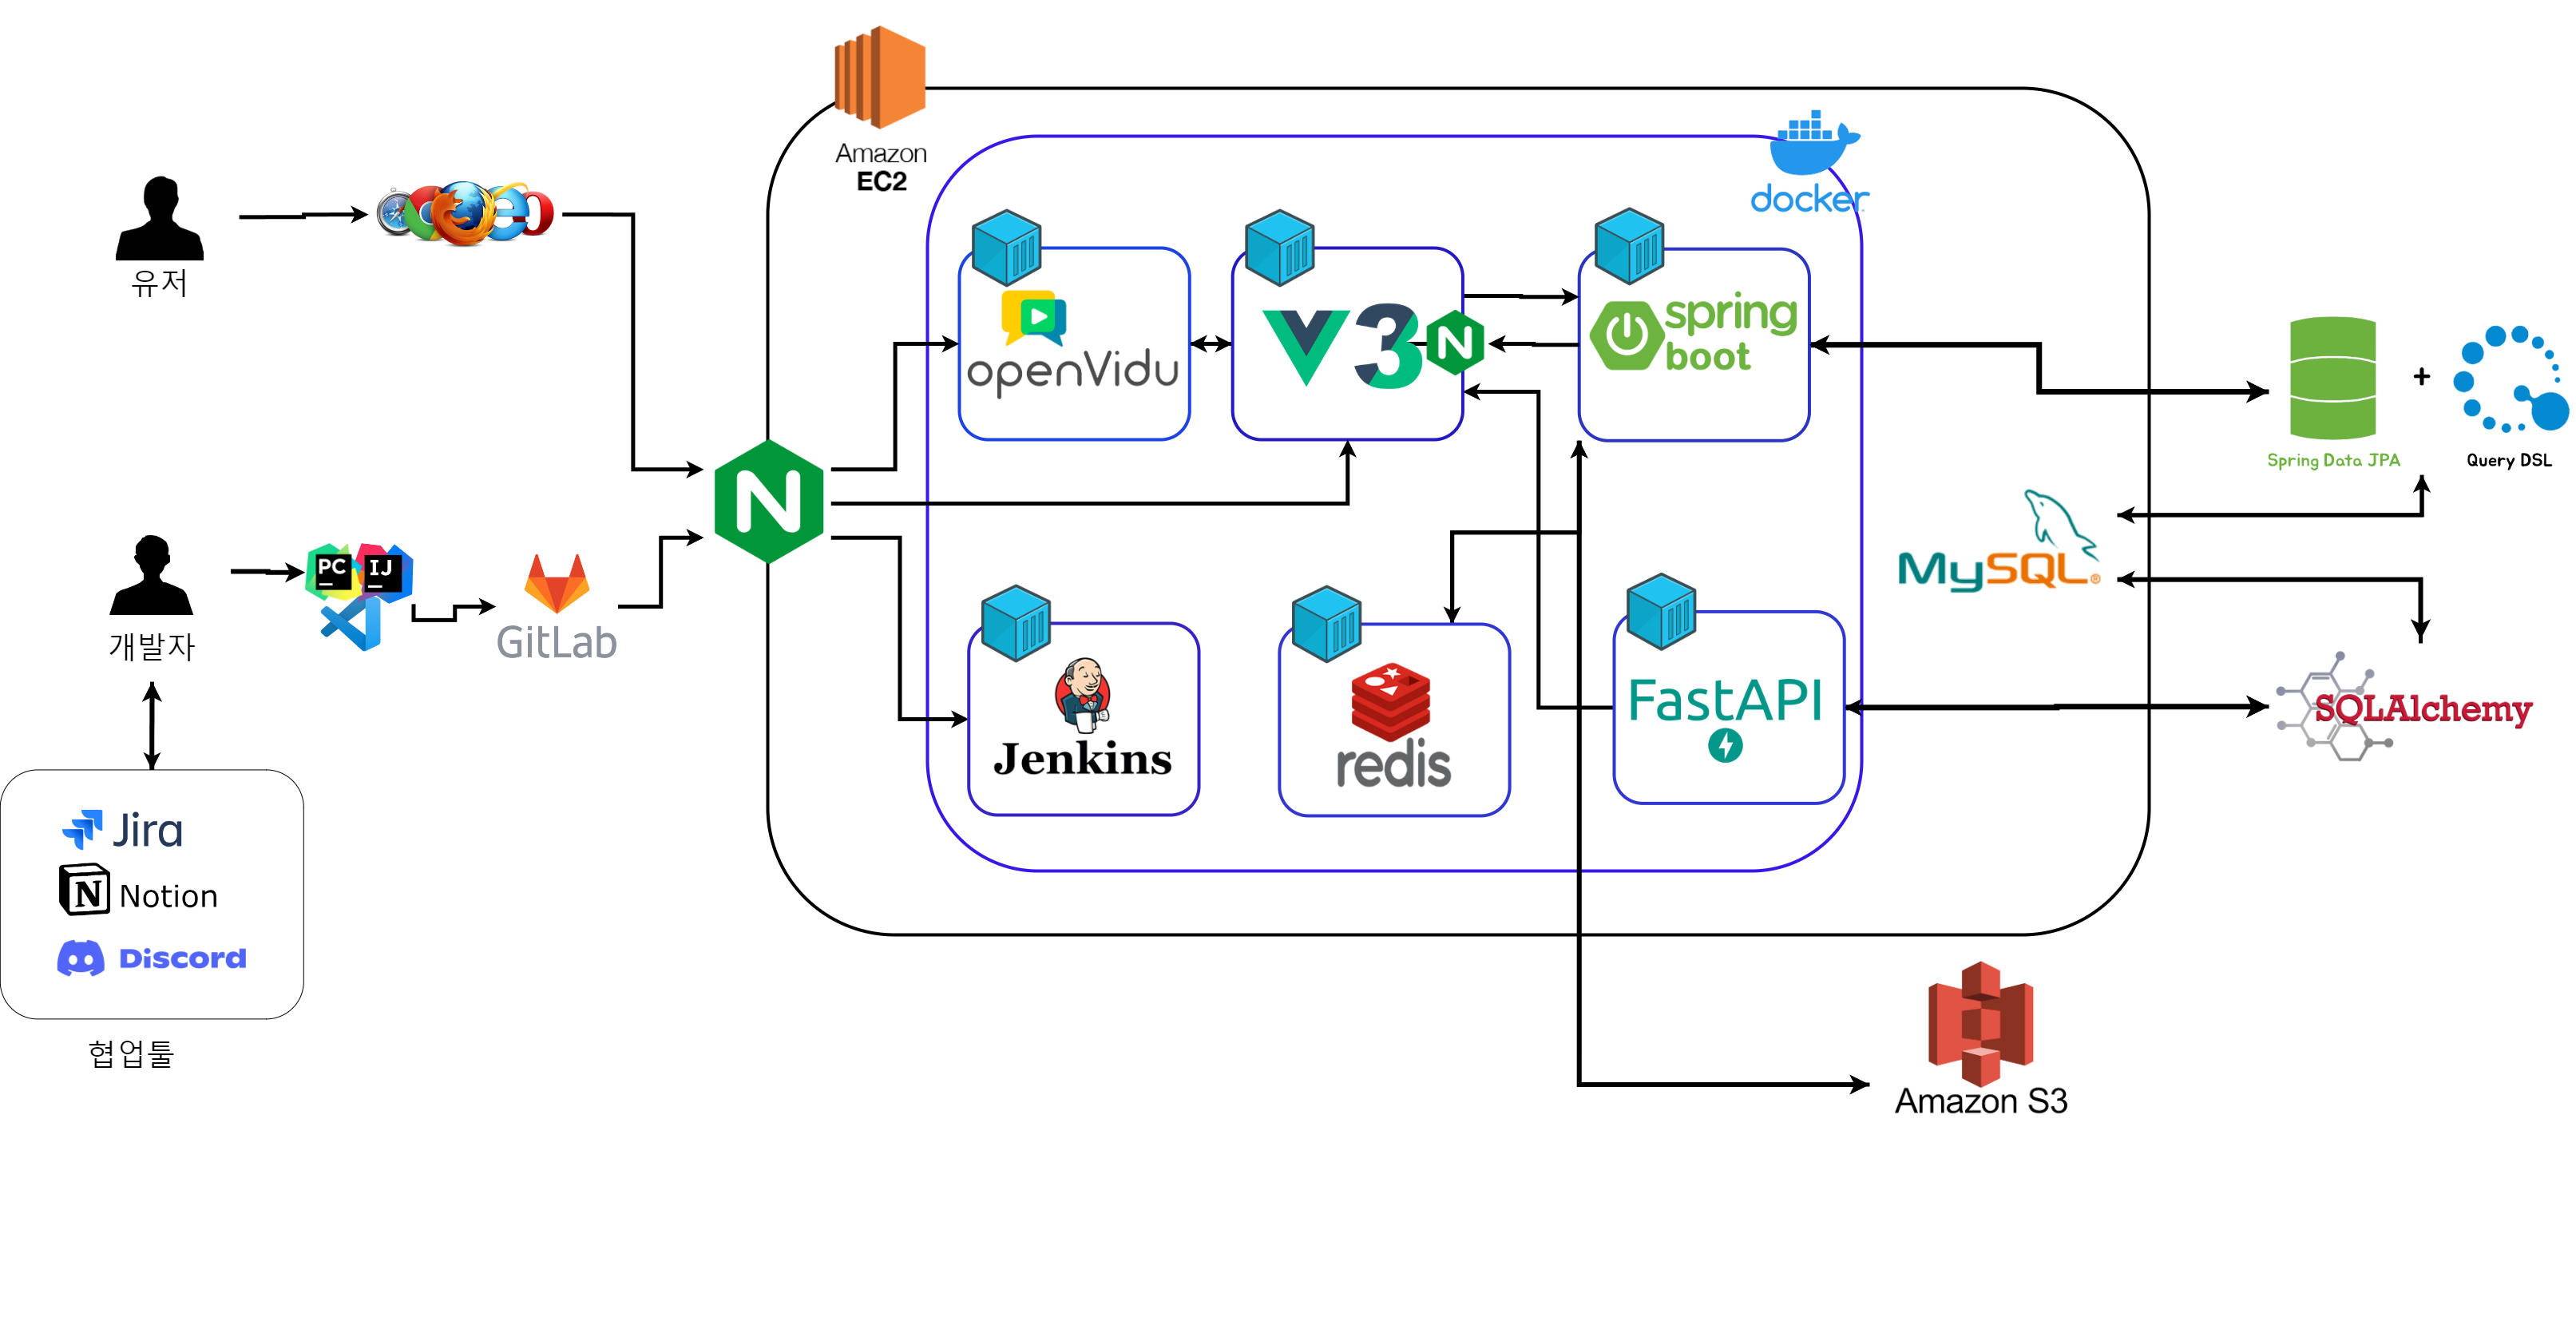 Amazon
EC2
docker
유저
openVidu
V3
N
spring
boot
+
Spring Data JPA
Query DSL
N
개발자
PC
IJ
GitLab
MySQL®
Jenkins
redis
FastAPI
SQLAlchemy
Jira
N Notion
Discord
협업툴
Amazon S3